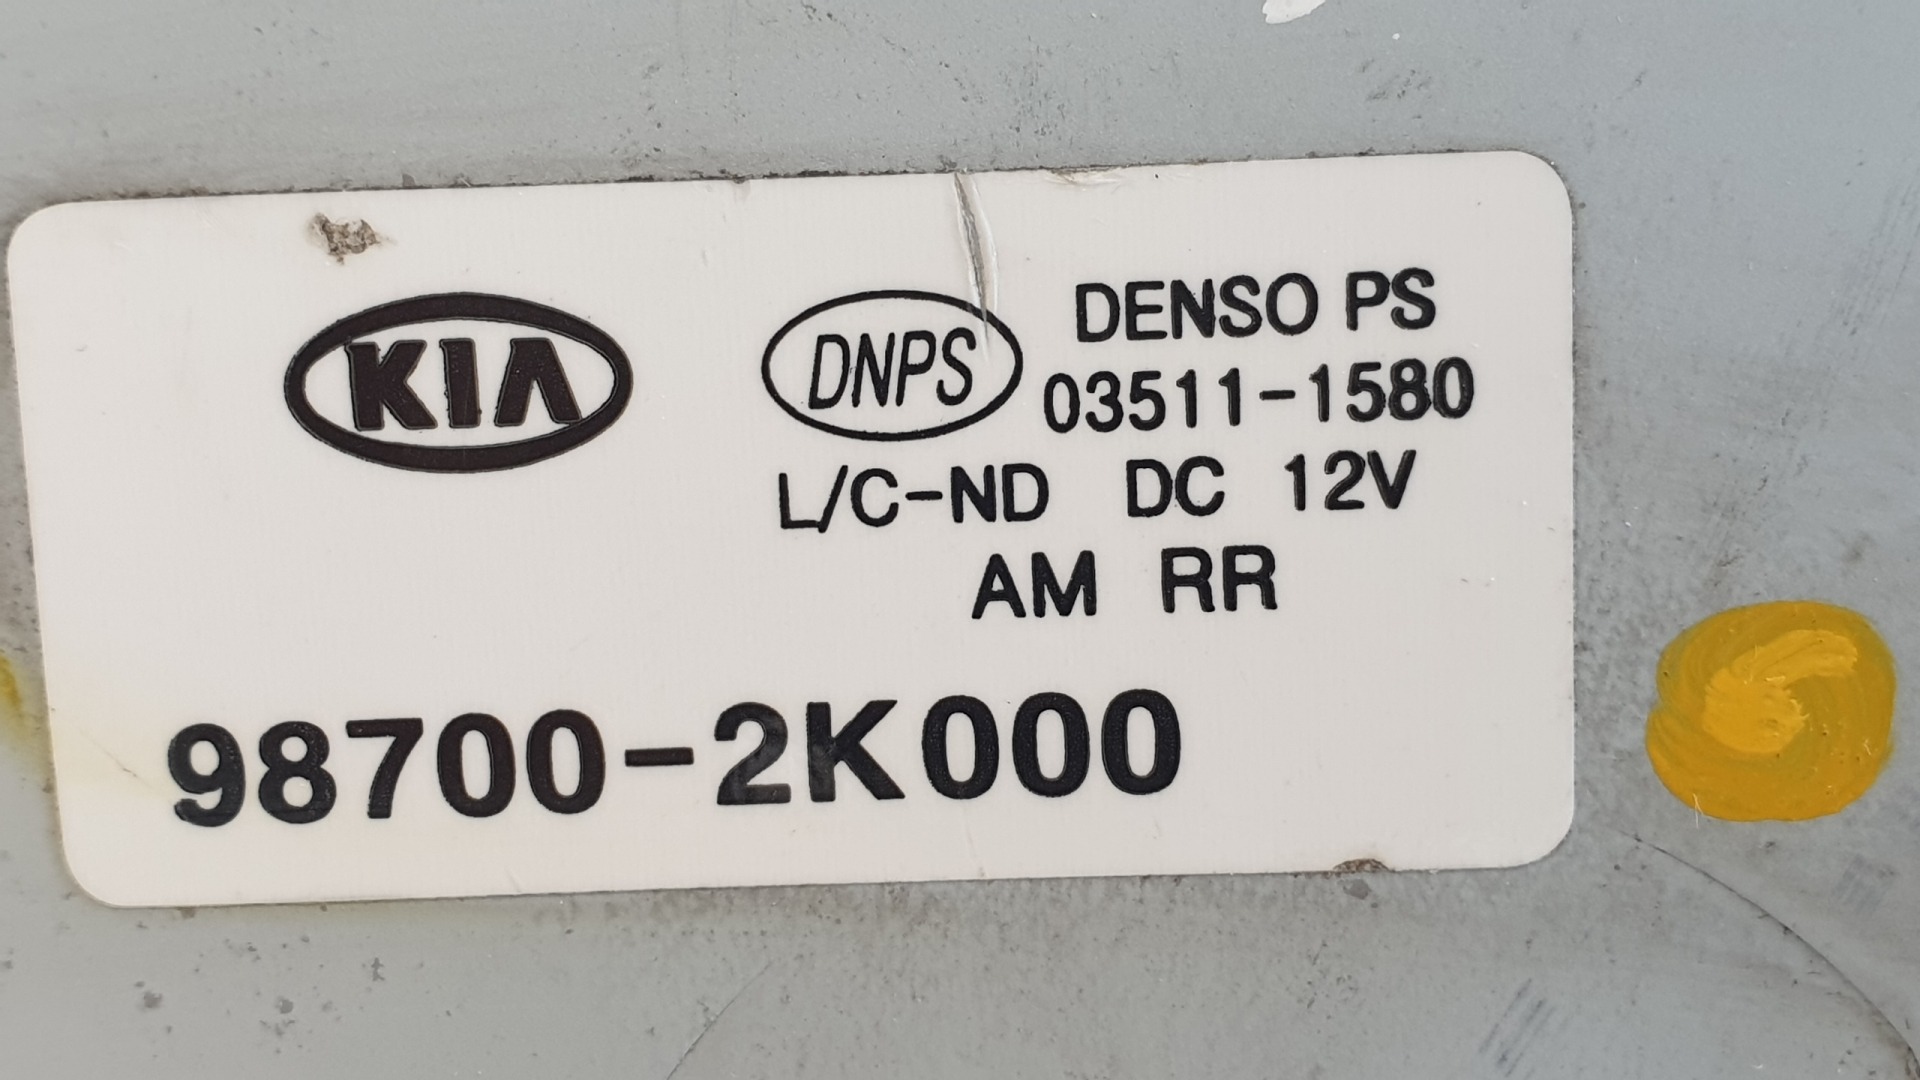 KIA
DNPS
DENSO PS
03511-1580
L/C-ND DC 12V
AM RR
98700-2K000